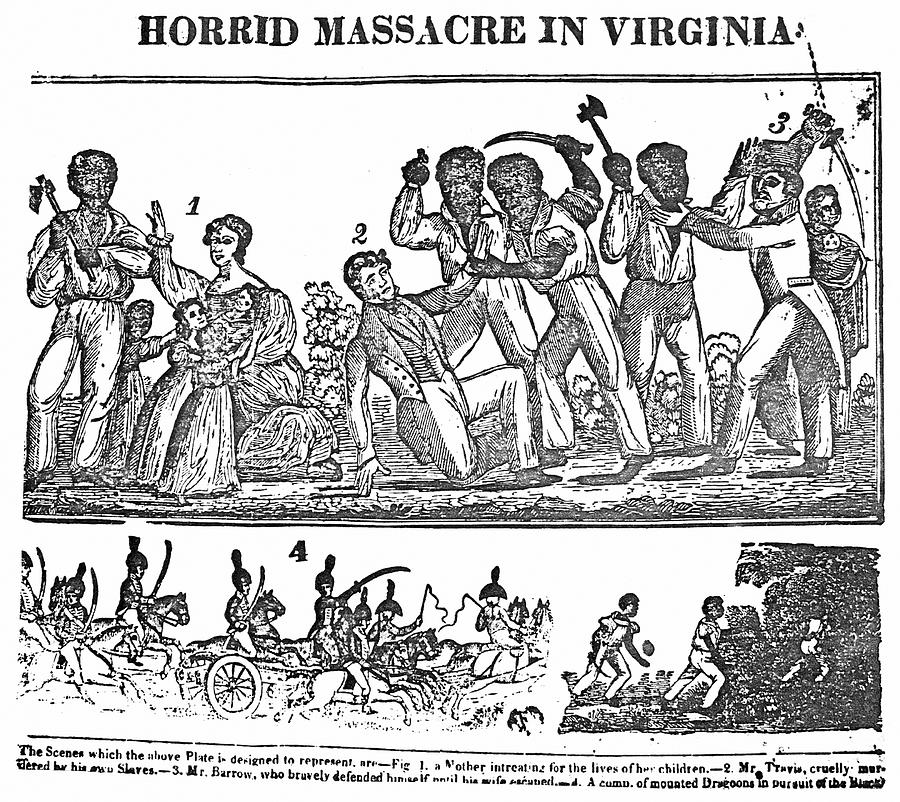 HORRID MASSACRE IN VIRGINIA.
1
2
3
4
The Scenes which the above Plate is designed to represent, are—Fig 1. a Mother intreating for the lives of her children.—2. Mr. Travis, cruelly mur-
dered by his own Slaves.—3. Mr. Barrow, who bravely defended himself until his wife escaped.—4. A comp. of mounted Dragoons in pursuit of the Blacks.